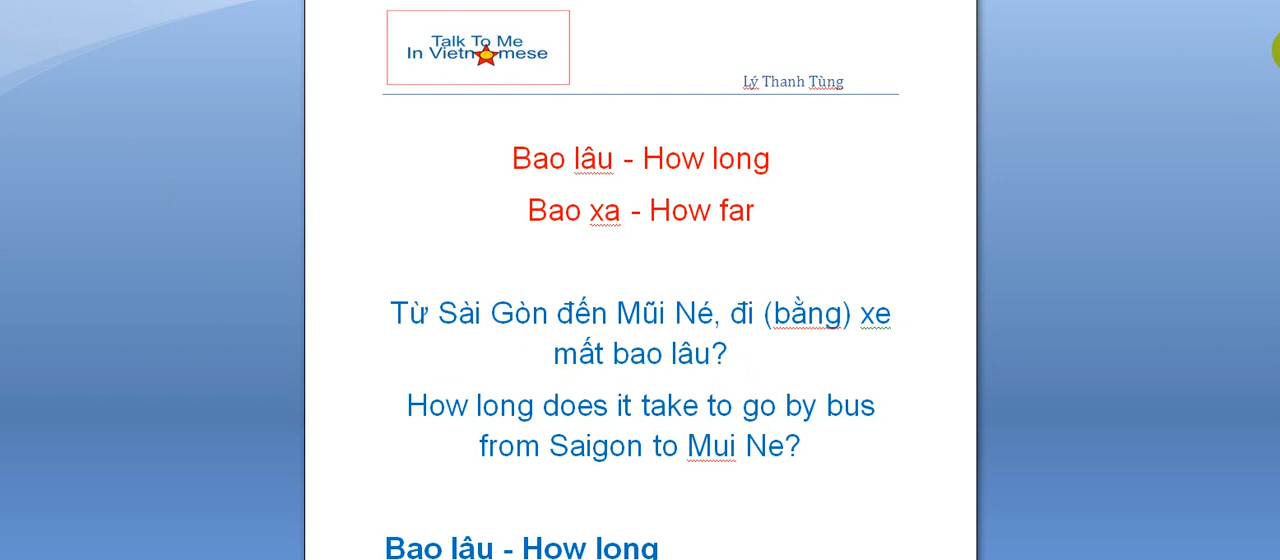 Talk To Me
In Vietnamese
Lý Thanh Tùng
Bao lâu - How long
Bao xa - How far
Từ Sài Gòn đến Mũi Né, đi (bằng) xe
mất bao lâu?
How long does it take to go by bus
from Saigon to Mui Ne?
Bao lâu - How long